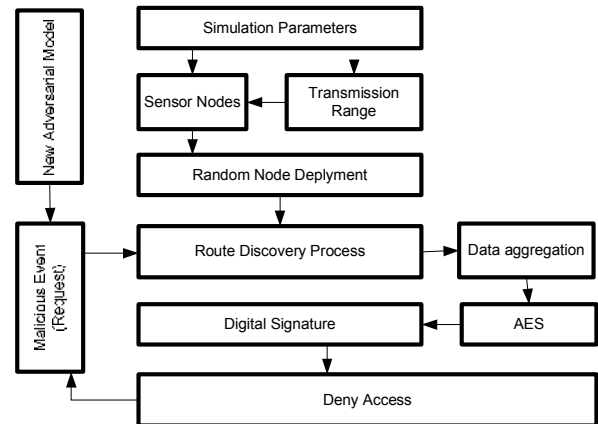 Simulation Parameters
New Adversarial Model
Sensor Nodes
Transmission
Range
Random Node Deplyment
Malicious Event
(Request)
Route Discovery Process
Data aggregation
Digital Signature
AES
Deny Access